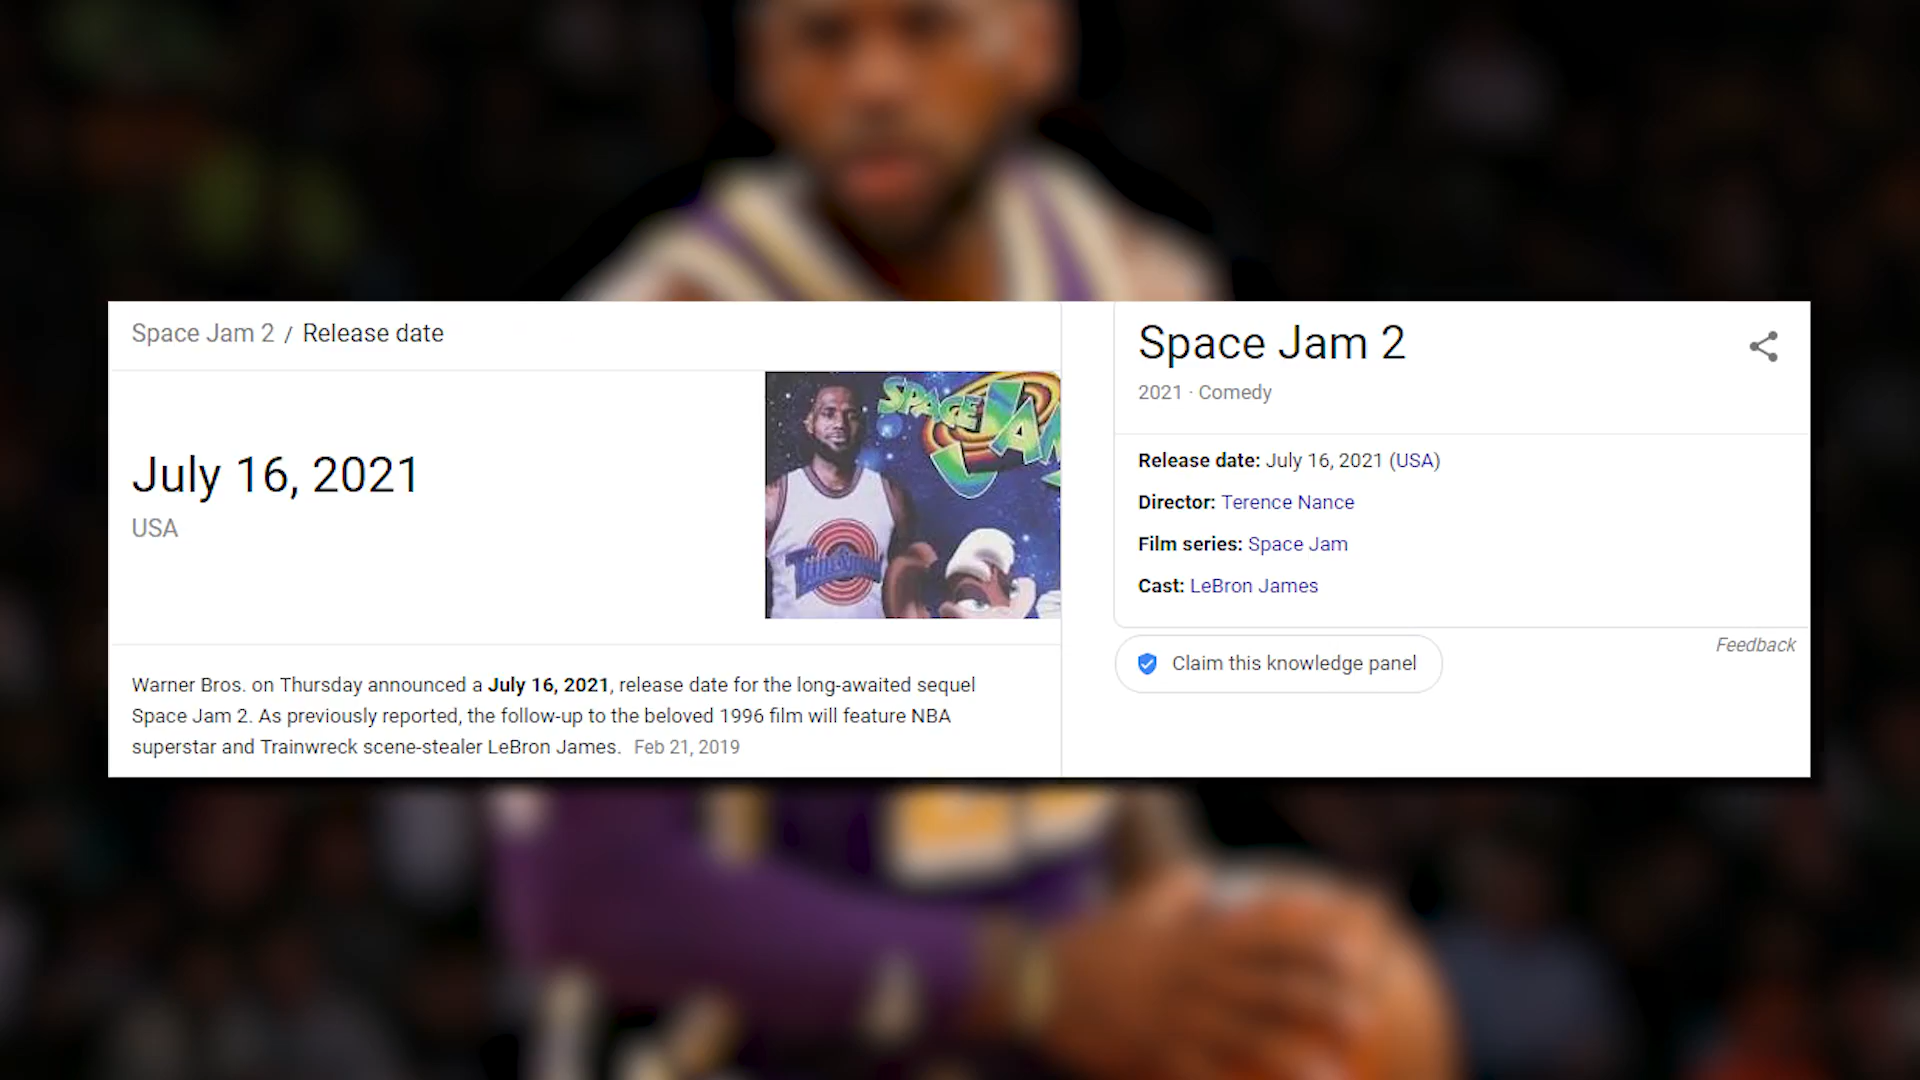 Space Jam 2 / Release date
July 16, 2021
USA
SPACE JAM
Warner Bros. on Thursday announced a July 16, 2021, release date for the long-awaited sequel
Space Jam 2. As previously reported, the follow-up to the beloved 1996 film will feature NBA
superstar and Trainwreck scene-stealer LeBron James. Feb 21, 2019
Space Jam 2
2021 · Comedy
Release date: July 16, 2021 (USA)
Director: Terence Nance
Film series: Space Jam
Cast: LeBron James
Feedback
Claim this knowledge panel